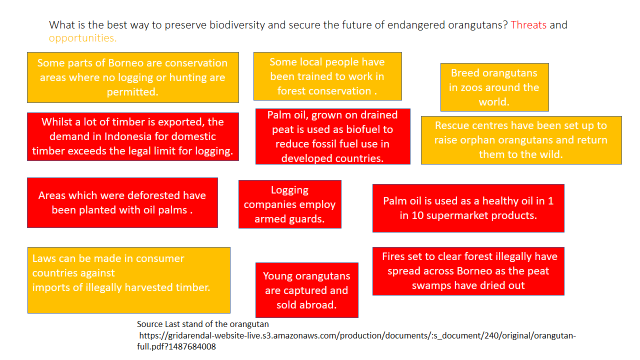 What is the best way to preserve biodiversity and secure the future of endangered orangutans? Threats and
opportunities.
Some parts of Borneo are conservation
areas where no logging or hunting are
permitted.
Some local people have
been trained to work in
forest conservation .
Breed orangutans
in zoos around the
world.
Whilst a lot of timber is exported, the
demand in Indonesia for domestic
timber exceeds the legal limit for logging.
Palm oil, grown on drained
peat is used as biofuel to
reduce fossil fuel use in
developed countries.
Rescue centres have been set up to
raise orphan orangutans and return
them to the wild.
Areas which were deforested have
been planted with oil palms .
Logging
companies employ
armed guards.
Palm oil is used as a healthy oil in 1
in 10 supermarket products.
Laws can be made in consumer
countries against
imports of illegally harvested timber.
Young orangutans
are captured and
sold abroad.
Fires set to clear forest illegally have
spread across Borneo as the peat
swamps have dried out
Source Last stand of the orangutan
https://gridarendal-website-live.s3.amazonaws.com/production/documents/:s_document/240/original/orangutan-
full.pdf?1487684008